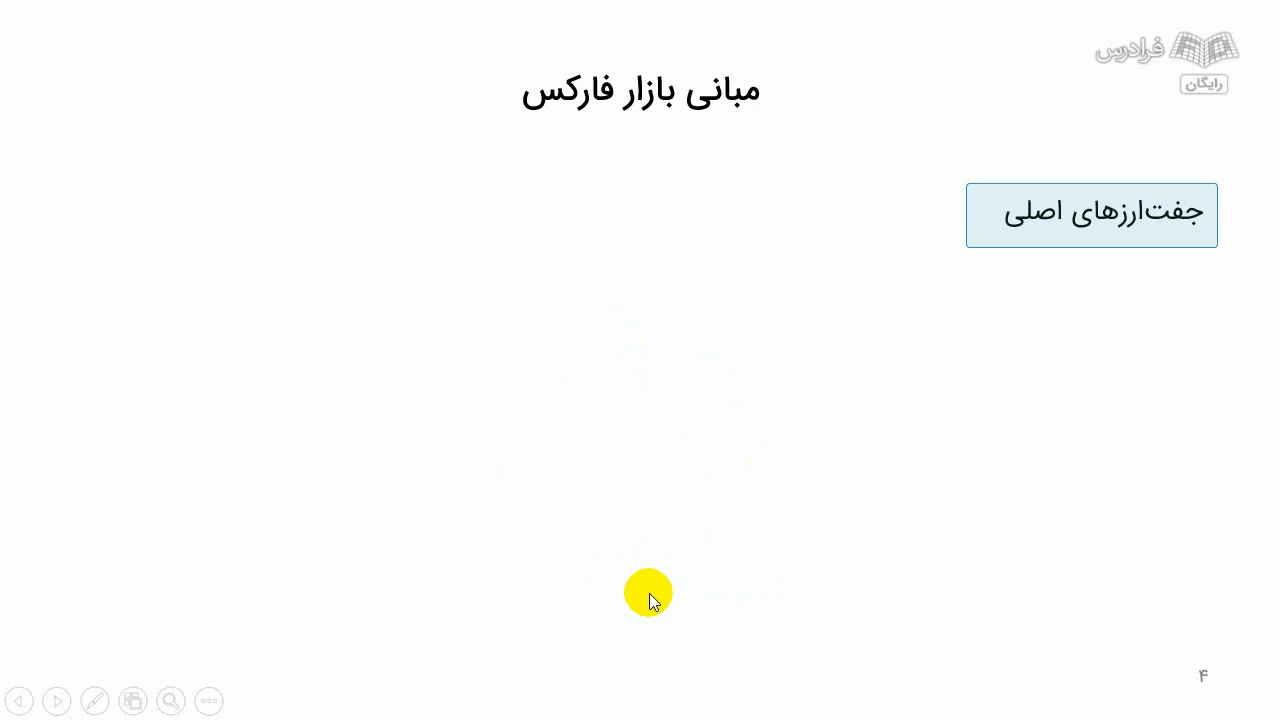 فرادرس
رایگان
مبانی بازار فارکس
جفت‌ارزهای اصلی
۴